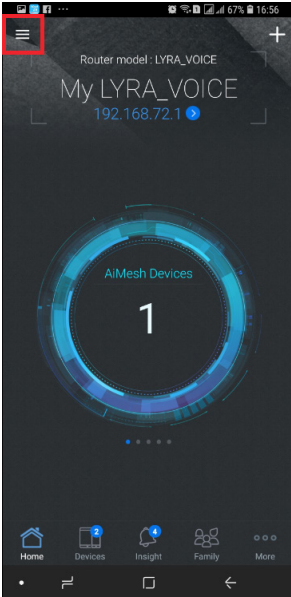 67% 16:56
Router model : LYRA_VOICE
My LYRA_VOICE
192.168.72.1
AiMesh Devices
1
2
4
Home Devices Insight Family More